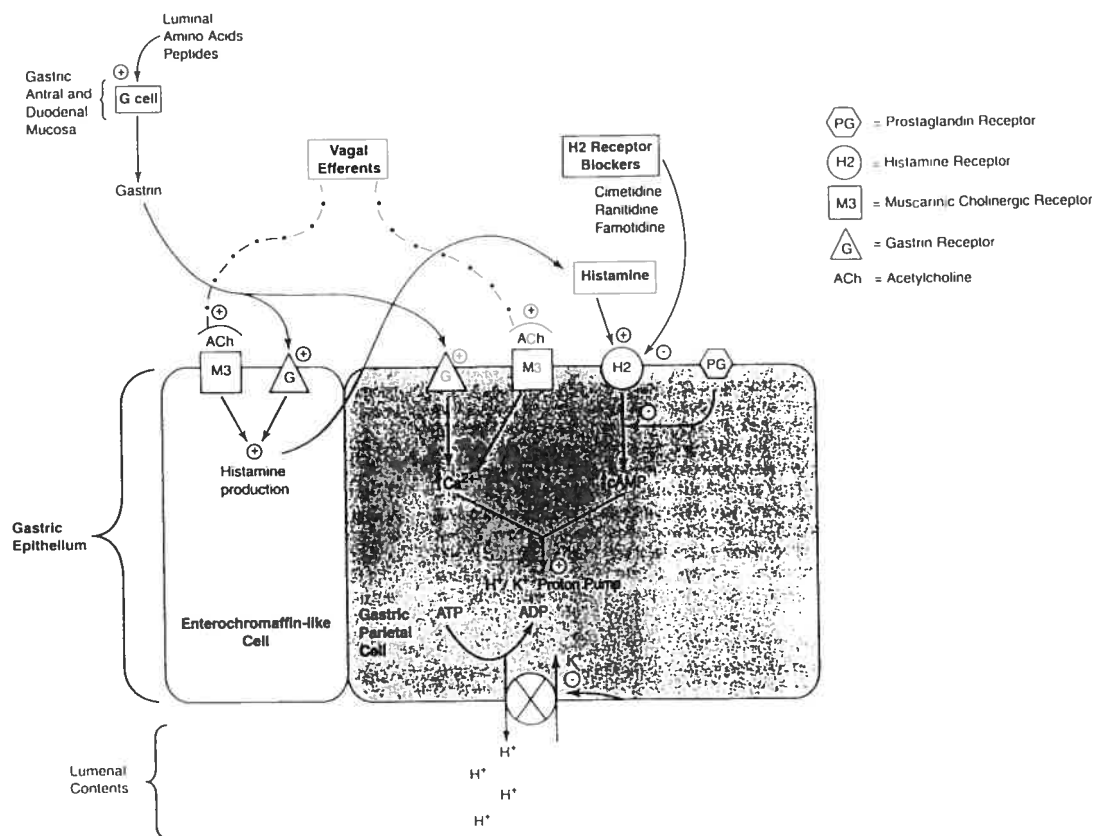 Luminal
Amino Acids
Peptides
+
Gastric
Antral and
Duodenal
Mucosa
G cell
Gastrin
Vagal
Efferents
H2 Receptor
Blockers
Cimetidine
Ranitidine
Famotidine
Histamine
PG = Prostaglandin Receptor
H2 = Histamine Receptor
M3 = Muscarinic Cholinergic Receptor
G = Gastrin Receptor
ACh = Acetylcholine
+
ACh
M3
+
G
+
G
+
ACh
M3
+
H2
-
PG
-
+
Histamine
production
Ca2+
cAMP
+
H+/ K+ Proton Pump
ATP
ADP
Gastric
Parietal
Cell
Gastric
Epithelium
Enterochromaffin-like
Cell
K+
-
Lumenal
Contents
H+
H+
H+
H+